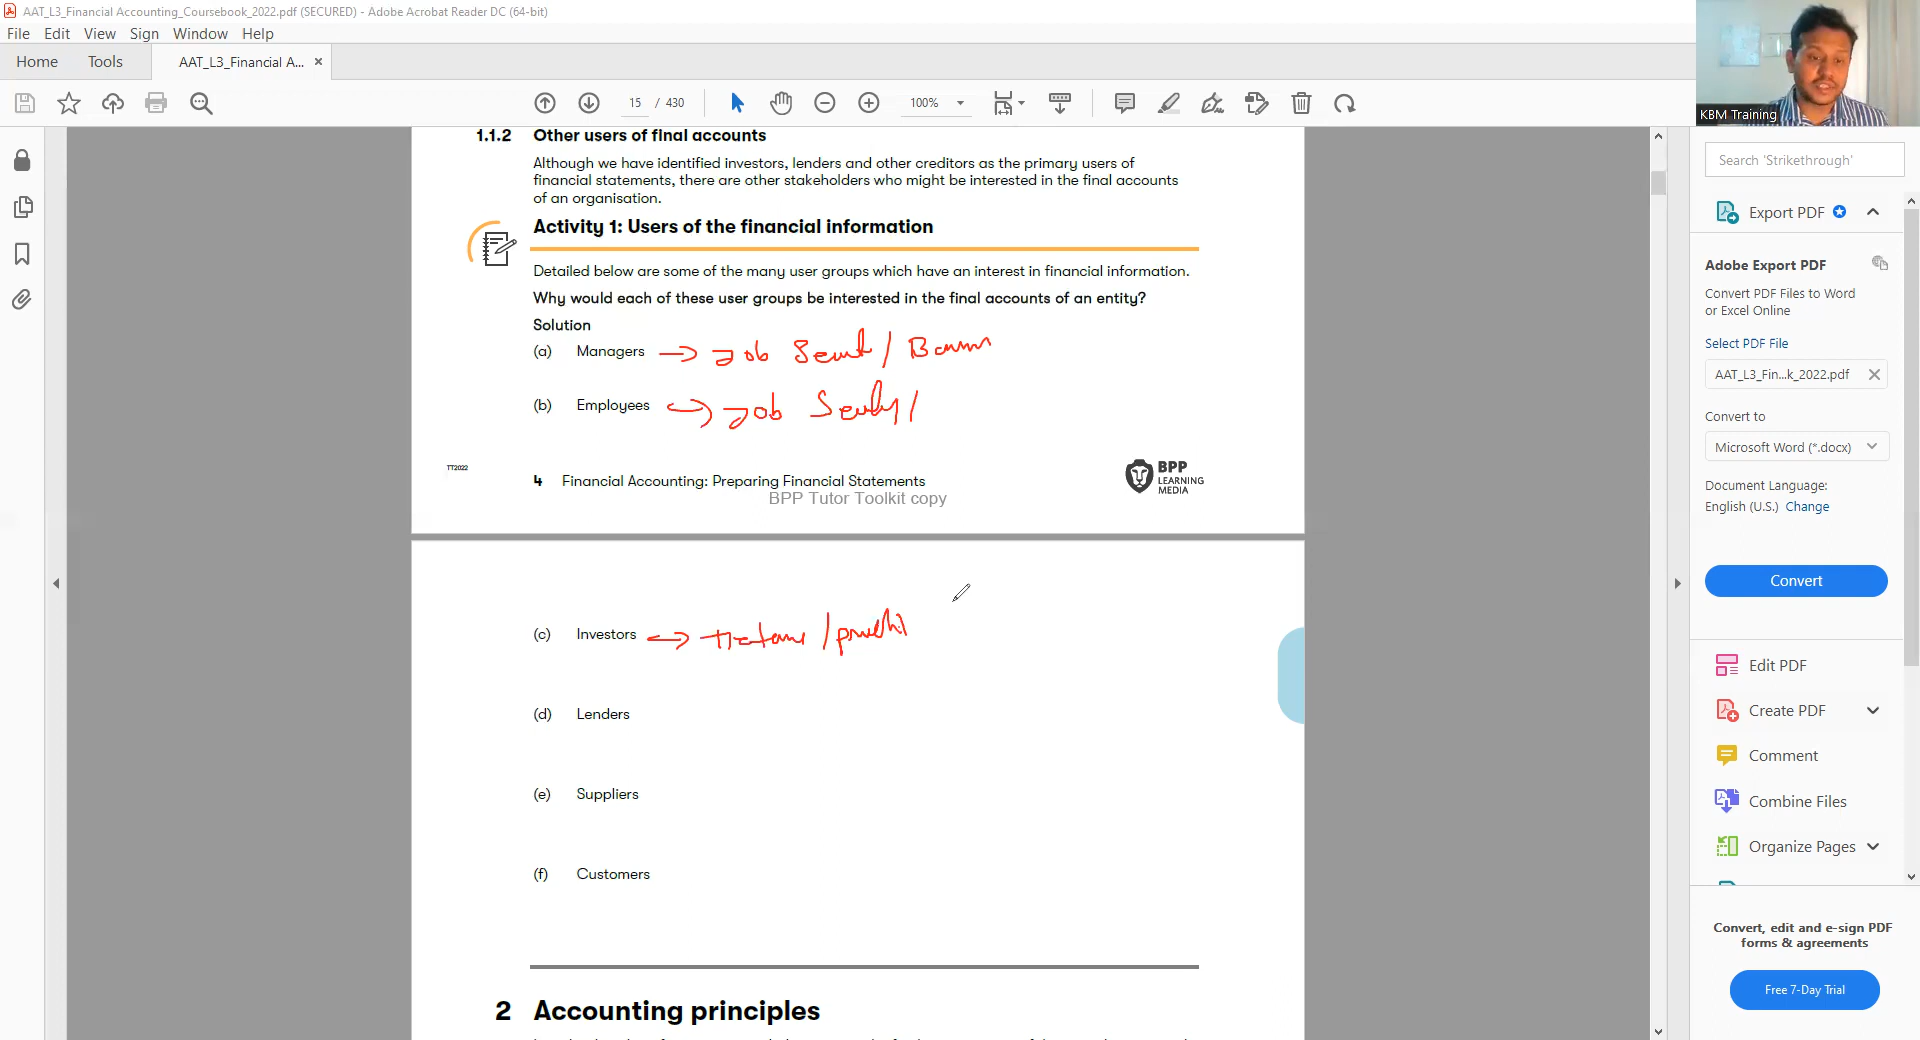 AAT_L3_Financial Accounting_Coursebook_2022.pdf (SECURED) - Adobe Acrobat Reader DC (64-bit)
File Edit View Sign Window Help
Home Tools AAT_L3_Financial A... ×
15 / 430 100%
KBM Training
1.1.2 Other users of final accounts
Although we have identified investors, lenders and other creditors as the primary users of
financial statements, there are other stakeholders who might be interested in the final accounts
of an organisation.
Activity 1: Users of the financial information
Detailed below are some of the many user groups which have an interest in financial information.
Why would each of these user groups be interested in the final accounts of an entity?
Solution
(a) Managers → Job /
(b) Employees → Job /
TT2022
4 Financial Accounting: Preparing Financial Statements
BPP Tutor Toolkit copy
BPP
LEARNING
MEDIA
(c) Investors → /
(d) Lenders
(e) Suppliers
(f) Customers
2 Accounting principles
Search 'Strikethrough'
Export PDF
Adobe Export PDF
Convert PDF Files to Word
or Excel Online
Select PDF File
AAT_L3_Fin...k_2022.pdf
Convert to
Microsoft Word (*.docx)
Document Language:
English (U.S.) Change
Convert
Edit PDF
Create PDF
Comment
Combine Files
Organize Pages
Convert, edit and e-sign PDF
forms & agreements
Free 7-Day Trial